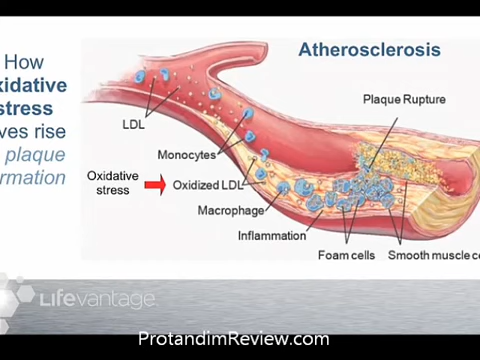 How
xidative
stress
ves rise
plaque
rmation
Atherosclerosis
Plaque Rupture
LDL
Monocytes
Oxidative
stress
Oxidized LDL
Macrophage
Inflammation
Foam cells
Smooth muscle ce
Lifevantage
ProtandimReview.com